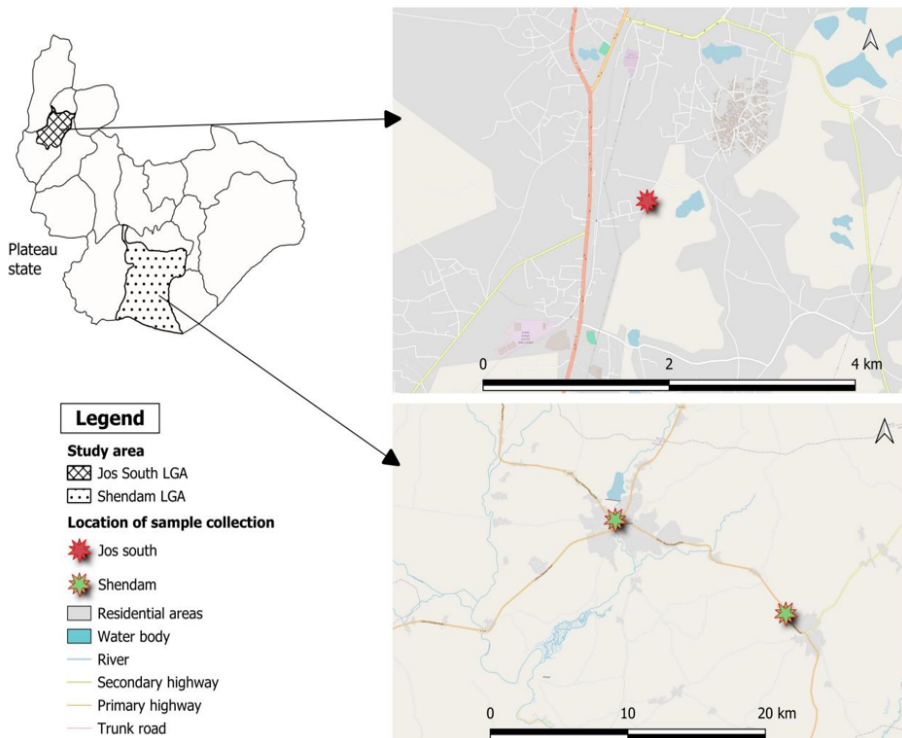 Plateau
state
Legend
Study area
Jos South LGA
Shendam LGA
Location of sample collection
Jos south
Shendam
Residential areas
Water body
River
Secondary highway
Primary highway
Trunk road
0 2 4 km
0 10 20 km